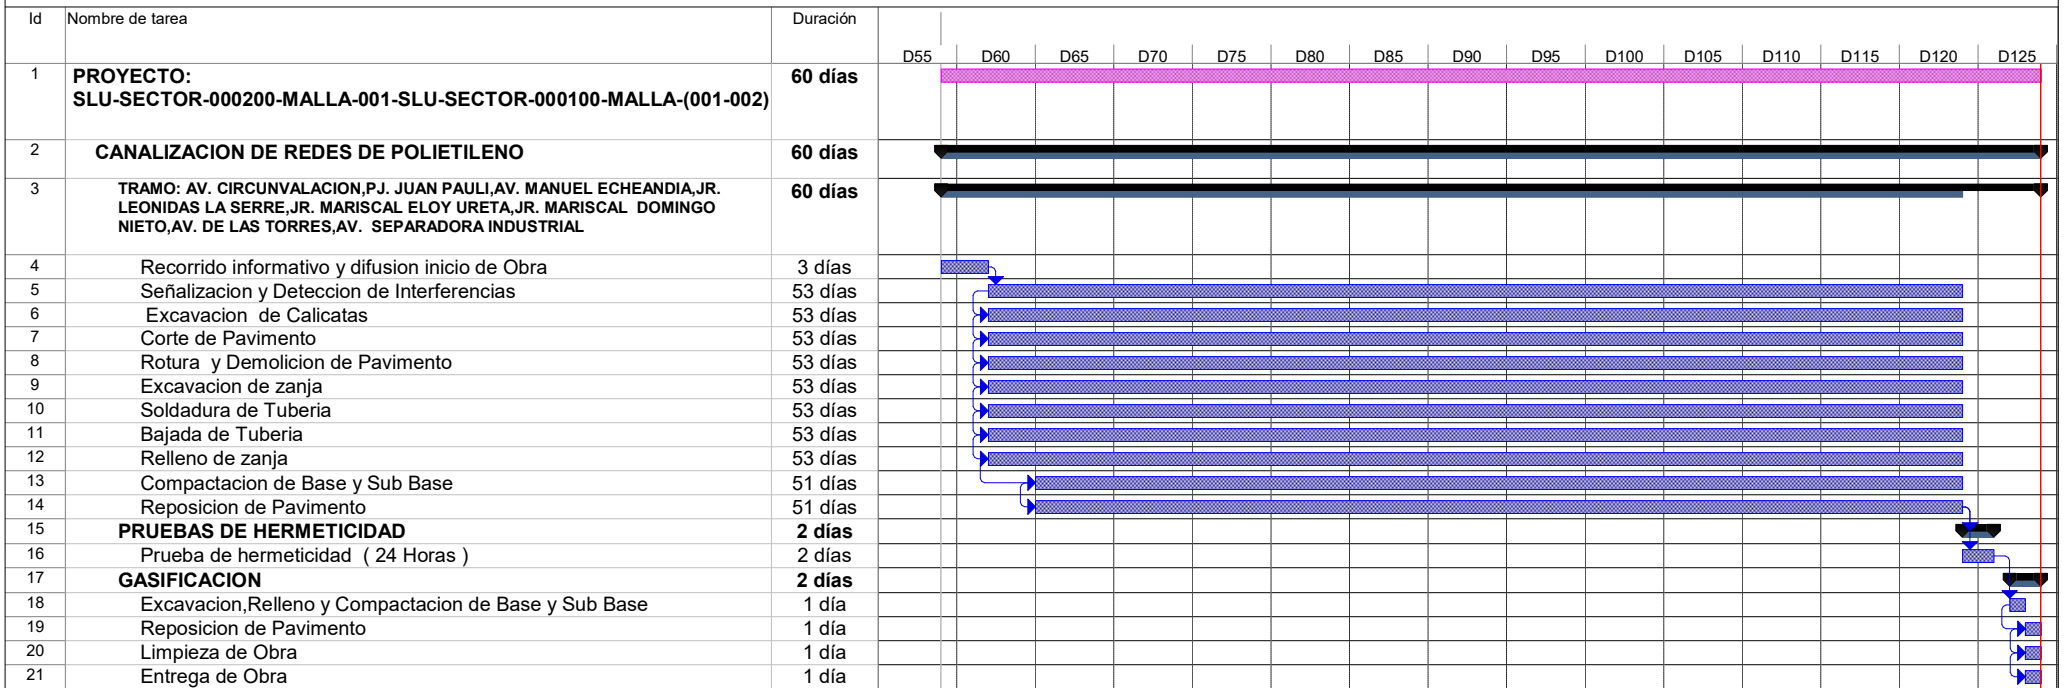 Id Nombre de tarea Duración
D55 D60 D65 D70 D75 D80 D85 D90 D95 D100 D105 D110 D115 D120 D125
1 PROYECTO: 60 días
SLU-SECTOR-000200-MALLA-001-SLU-SECTOR-000100-MALLA-(001-002)
2 CANALIZACION DE REDES DE POLIETILENO 60 días
3 TRAMO: AV. CIRCUNVALACION,PJ. JUAN PAULI,AV. MANUEL ECHEANDIA,JR. 60 días
LEONIDAS LA SERRE,JR. MARISCAL ELOY URETA,JR. MARISCAL DOMINGO
NIETO,AV. DE LAS TORRES,AV. SEPARADORA INDUSTRIAL
4 Recorrido informativo y difusion inicio de Obra 3 días
5 Señalizacion y Deteccion de Interferencias 53 días
6 Excavacion de Calicatas 53 días
7 Corte de Pavimento 53 días
8 Rotura y Demolicion de Pavimento 53 días
9 Excavacion de zanja 53 días
10 Soldadura de Tuberia 53 días
11 Bajada de Tuberia 53 días
12 Relleno de zanja 53 días
13 Compactacion de Base y Sub Base 51 días
14 Reposicion de Pavimento 51 días
15 PRUEBAS DE HERMETICIDAD 2 días
16 Prueba de hermeticidad ( 24 Horas ) 2 días
17 GASIFICACION 2 días
18 Excavacion,Relleno y Compactacion de Base y Sub Base 1 día
19 Reposicion de Pavimento 1 día
20 Limpieza de Obra 1 día
21 Entrega de Obra 1 día